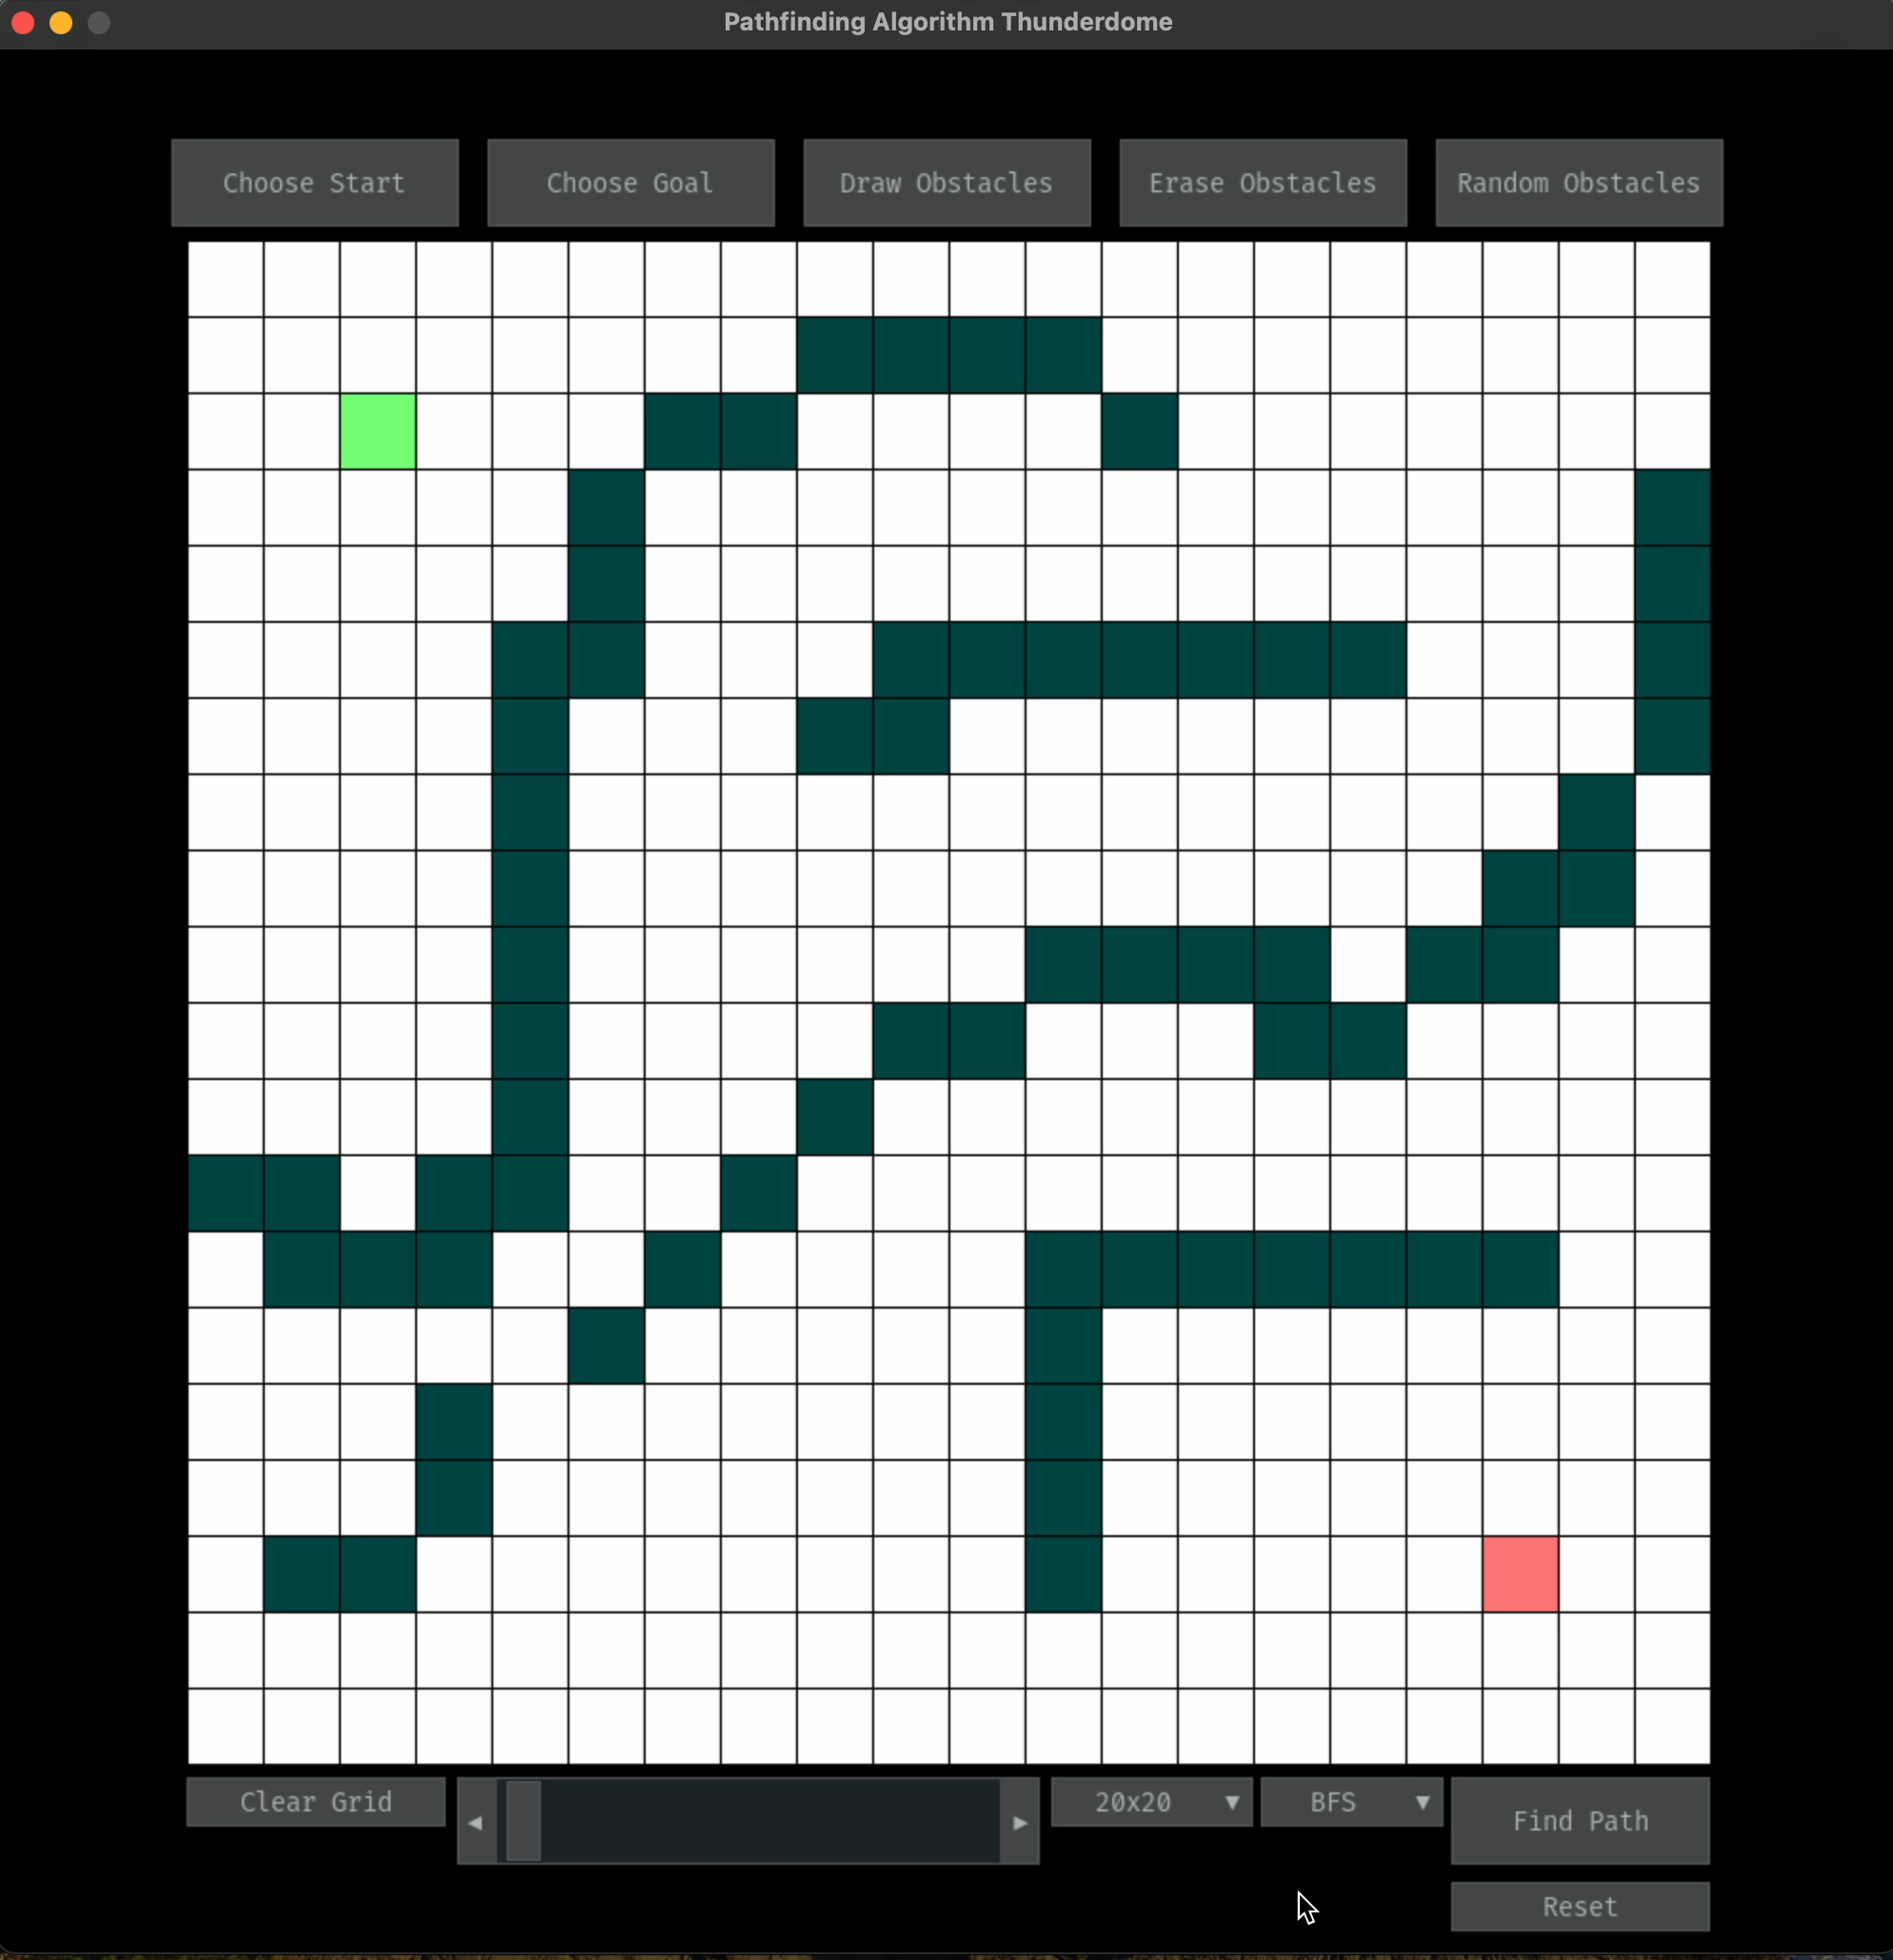 Pathfinding Algorithm Thunderdome
Choose Start
Choose Goal
Draw Obstacles
Erase Obstacles
Random Obstacles
Clear Grid
20x20
BFS
Find Path
Reset